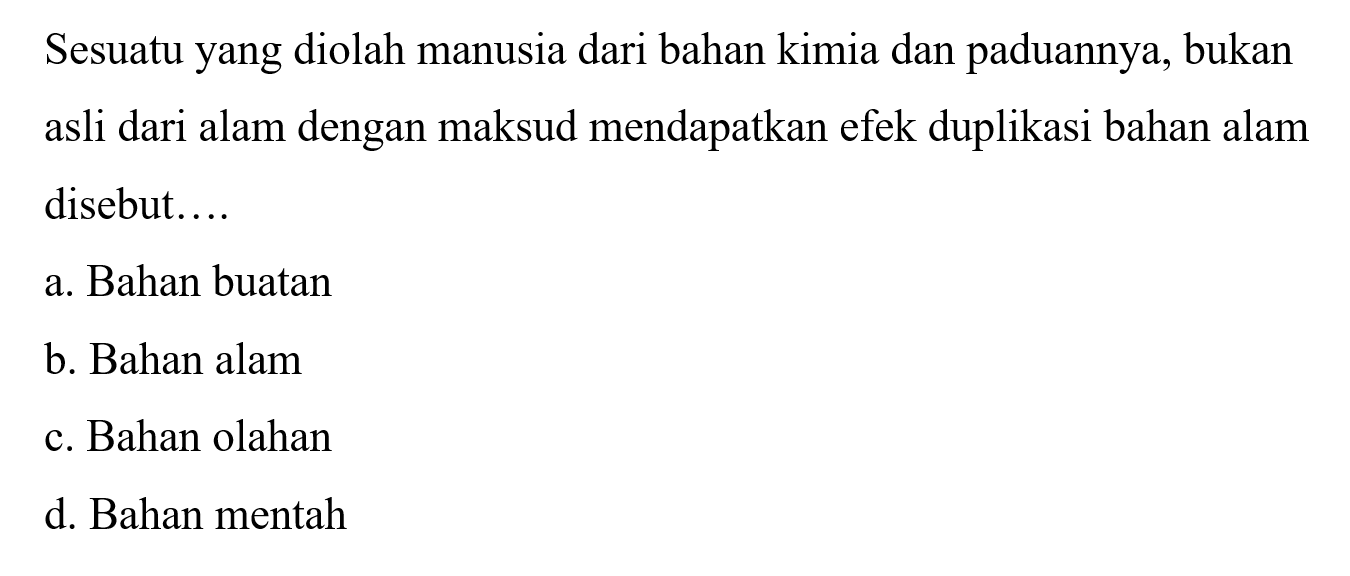 Sesuatu yang diolah manusia dari bahan kimia dan paduannya, bukan
asli dari alam dengan maksud mendapatkan efek duplikasi bahan alam
disebut….
a. Bahan buatan
b. Bahan alam
c. Bahan olahan
d. Bahan mentah